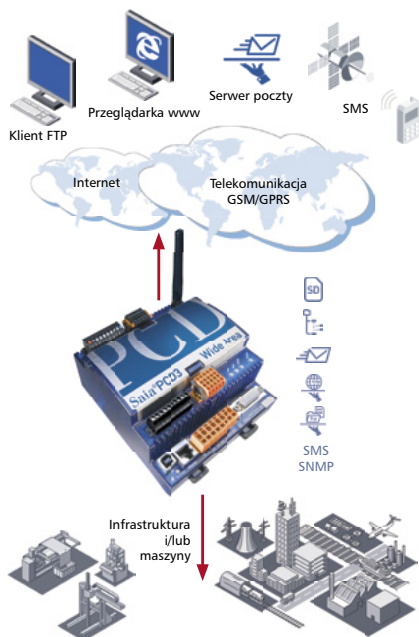 Klient FTP
Przeglądarka www
Serwer poczty
SMS
Internet
Telekomunikacja
GSM/GPRS
PCD
Saia®PCD3
Wide Area
SD
SMS
SNMP
Infrastruktura
i/lub
maszyny